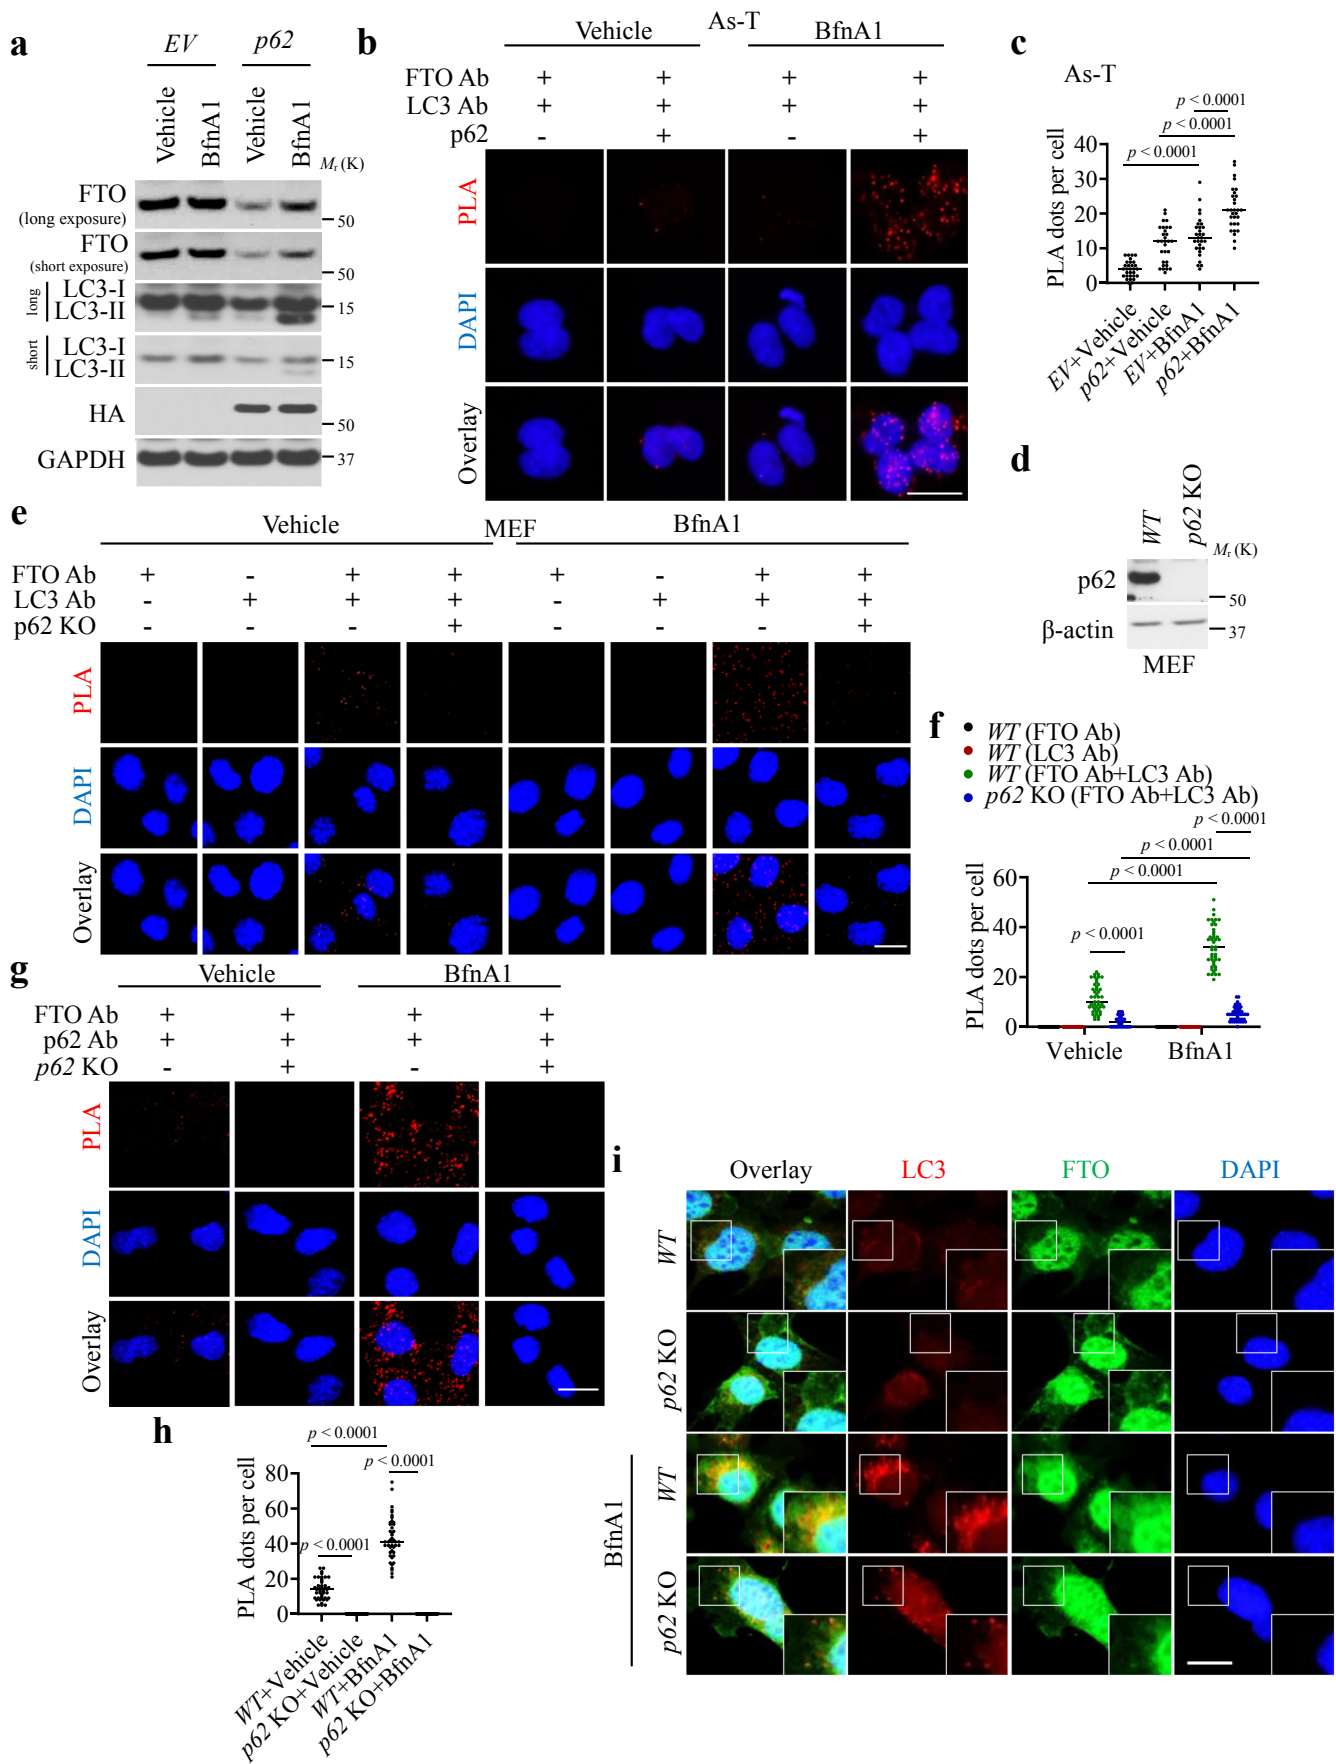 a
EV p62
Vehicle BfnA1 Vehicle BfnA1 Mr (K)
FTO
(long exposure)
50
FTO
(short exposure)
50
long LC3-I
LC3-II
15
short LC3-I
LC3-II
15
HA
50
GAPDH
37
b
As-T
Vehicle BfnA1
FTO Ab + + + +
LC3 Ab + + + +
p62 - + - +
PLA
DAPI
Overlay
c
As-T
p < 0.0001
p < 0.0001
p < 0.0001
PLA dots per cell
40
30
20
10
0
EV+Vehicle
p62+Vehicle
EV+BfnA1
p62+BfnA1
d
WT p62 KO
Mr (K)
p62
50
β-actin
37
MEF
e
Vehicle MEF BfnA1
FTO Ab + - + + + - + +
LC3 Ab - + + + - + + +
p62 KO - - - + - - - +
PLA
DAPI
Overlay
f
WT (FTO Ab)
WT (LC3 Ab)
WT (FTO Ab+LC3 Ab)
p62 KO (FTO Ab+LC3 Ab)
p < 0.0001
p < 0.0001
p < 0.0001
p < 0.0001
PLA dots per cell
60
40
20
0
Vehicle BfnA1
g
Vehicle BfnA1
FTO Ab + + + +
p62 Ab + + + +
p62 KO - + - +
PLA
DAPI
Overlay
h
p < 0.0001
p < 0.0001
p < 0.0001
PLA dots per cell
80
60
40
20
0
WT+Vehicle
p62 KO+Vehicle
WT+BfnA1
p62 KO+BfnA1
i
Overlay LC3 FTO DAPI
WT
p62 KO
BfnA1
WT
p62 KO